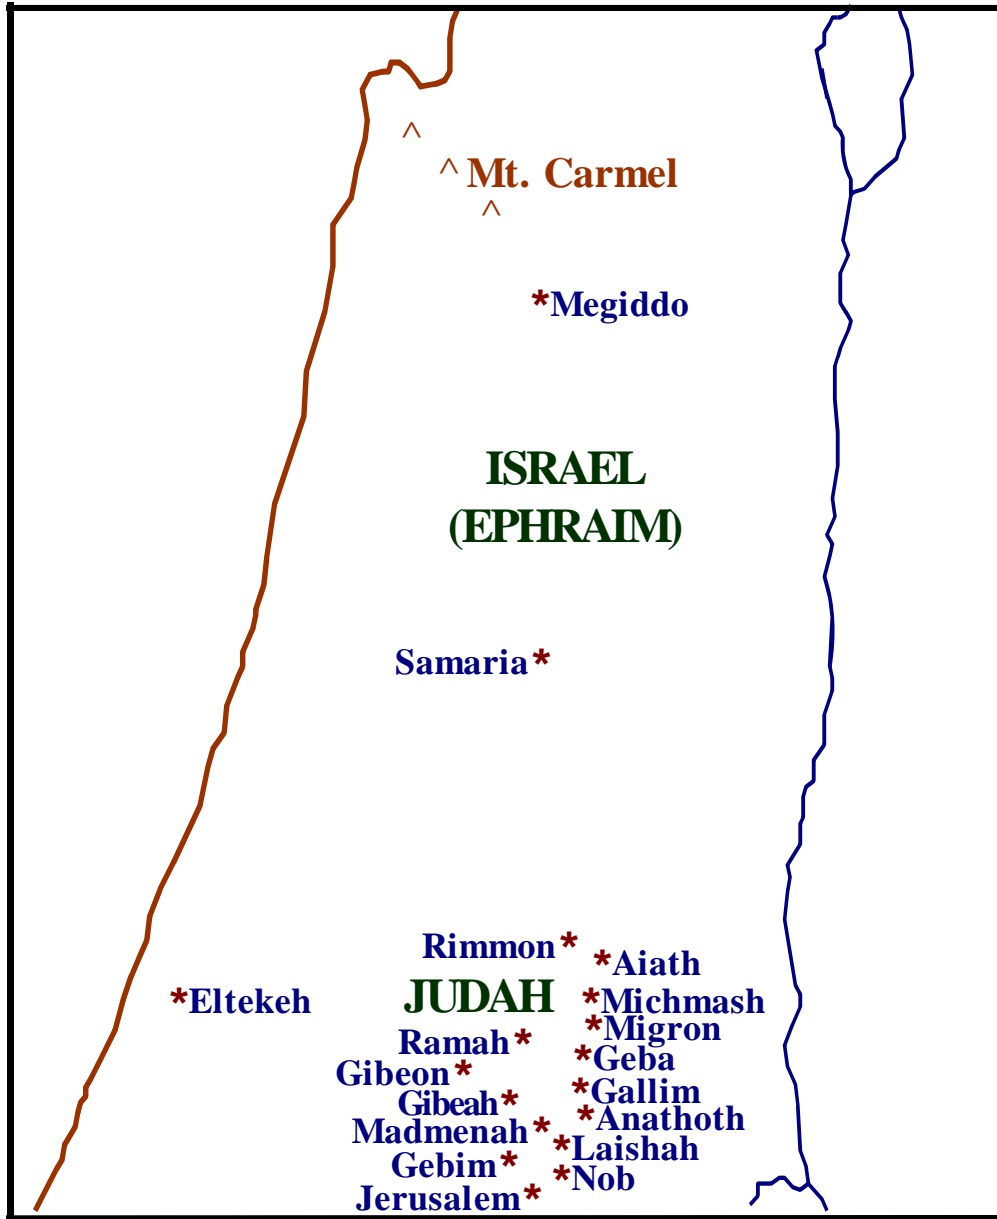 ^
^ Mt. Carmel
^
*Megiddo
ISRAEL
(EPHRAIM)
Samaria*
Rimmon*
*Aiath
*Eltekeh
JUDAH
*Michmash
*Migron
Ramah*
*Geba
Gibeon*
*Gallim
Gibeah*
*Anathoth
Madmenah*
*Laishah
Gebim*
*Nob
Jerusalem*